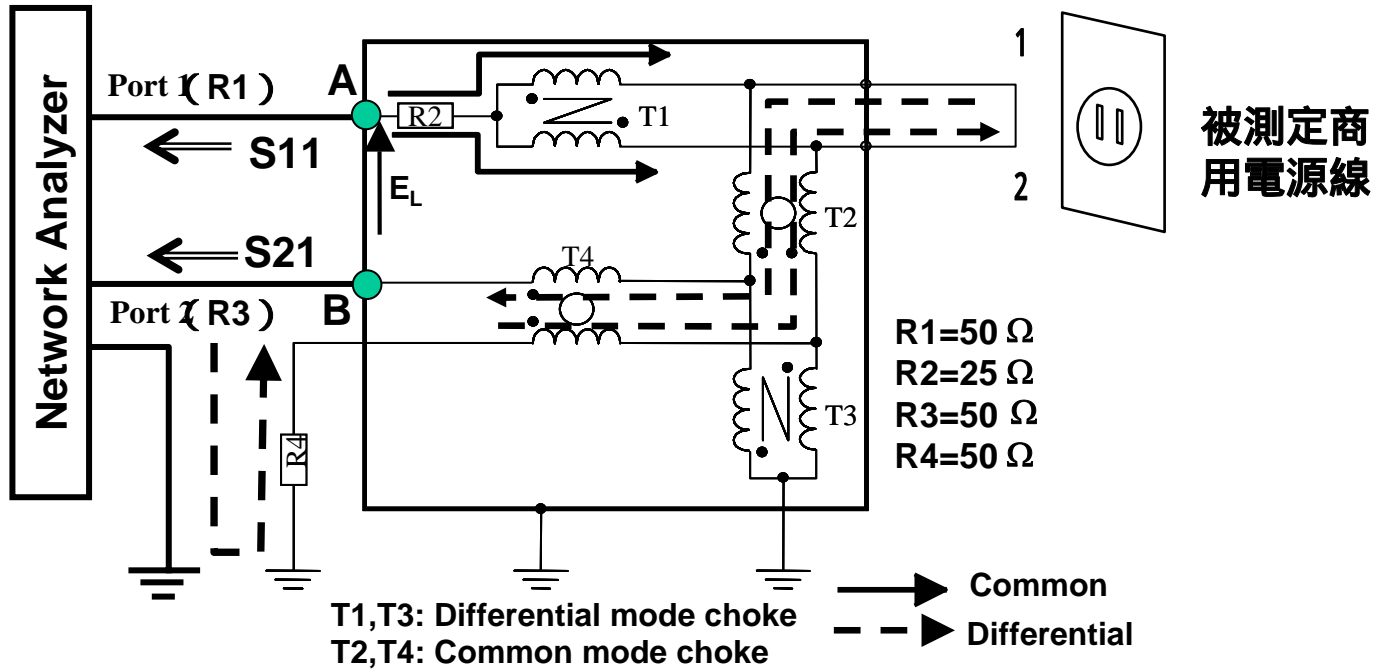 Network Analyzer
Port 1 ( R1 )
A
R2
T1
1
S11
E_L
2
被測定商
用電源線
S21
T4
T2
Port 2 ( R3 )
B
R1=50 Ω
R2=25 Ω
R3=50 Ω
R4=50 Ω
T3
R4
T1,T3: Differential mode choke
T2,T4: Common mode choke
Common
Differential